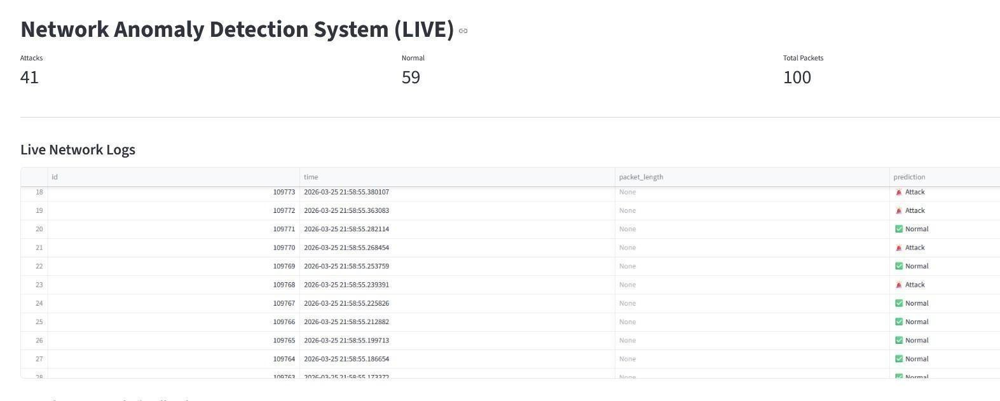 Network Anomaly Detection System (LIVE)
Attacks Normal Total Packets
41 59 100
Live Network Logs
id time packet_length prediction
18 109773 2026-03-25 21:58:55.380107 None 🚨 Attack
19 109772 2026-03-25 21:58:55.363083 None 🚨 Attack
20 109771 2026-03-25 21:58:55.282114 None ✅ Normal
21 109770 2026-03-25 21:58:55.268454 None 🚨 Attack
22 109769 2026-03-25 21:58:55.253759 None ✅ Normal
23 109768 2026-03-25 21:58:55.239391 None 🚨 Attack
24 109767 2026-03-25 21:58:55.225826 None ✅ Normal
25 109766 2026-03-25 21:58:55.212882 None ✅ Normal
26 109765 2026-03-25 21:58:55.199713 None ✅ Normal
27 109764 2026-03-25 21:58:55.186654 None ✅ Normal
28 109763 2026-03-25 21:58:55.173372 None ✅ Normal